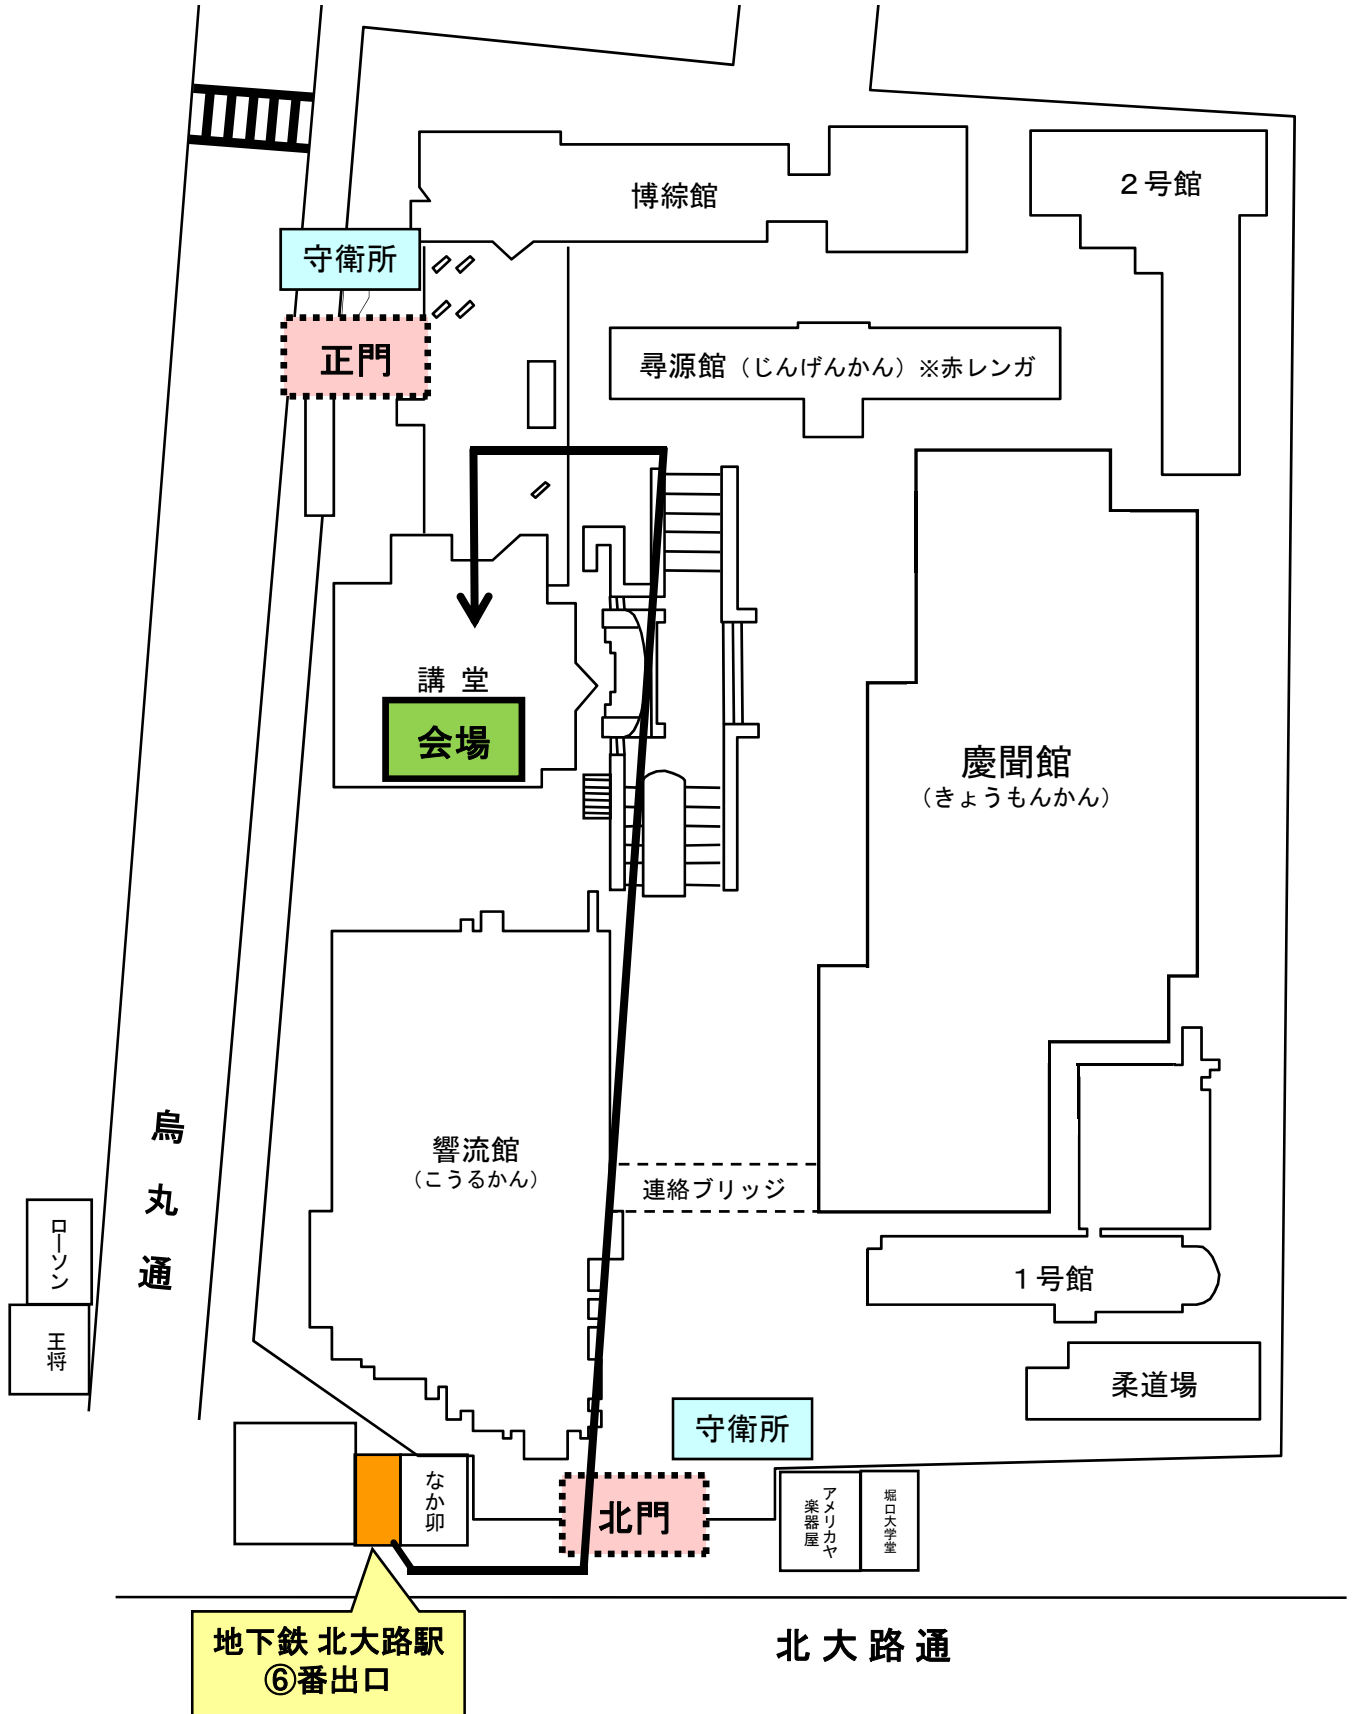 博綜館
２号館
守衛所
正門
尋源館（じんげんかん）※赤レンガ
講 堂
会場
慶聞館
（きょうもんかん）
烏丸通
響流館
（こうるかん）
連絡ブリッジ
ローソン
王将
１号館
柔道場
守衛所
なか卯
北門
アメリカヤ
楽器屋
堀口大学堂
地下鉄 北大路駅
⑥番出口
北大路通